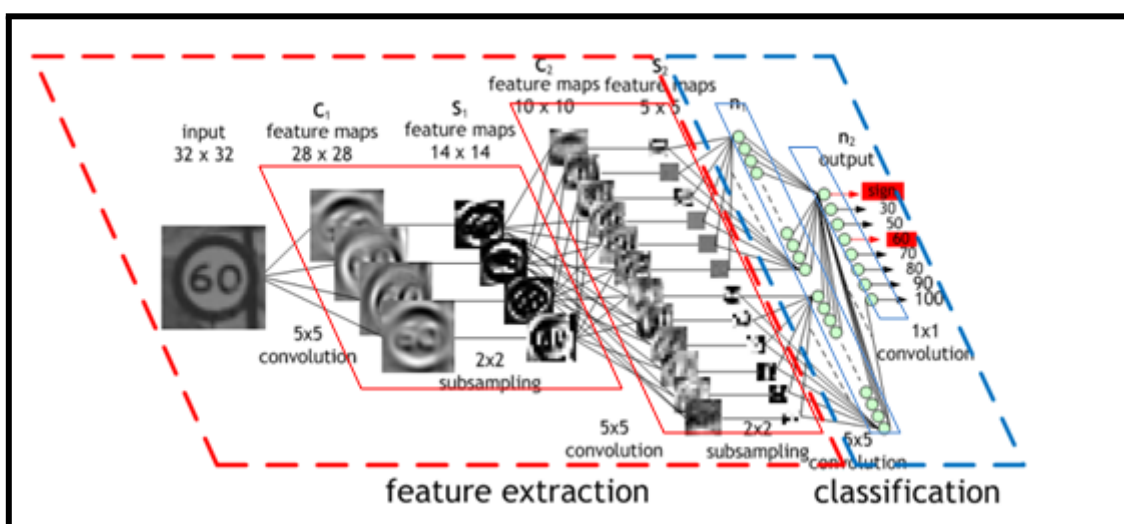 input
32 x 32
C1
feature maps
28 x 28
S1
feature maps
14 x 14
C2
feature maps
10 x 10
S2
feature maps
5 x 5
n1
n2
output
sign
30
50
60
70
80
90
100
60
5x5
convolution
2x2
subsampling
5x5
convolution
2x2
subsampling
5x5
convolution
1x1
convolution
feature extraction
classification